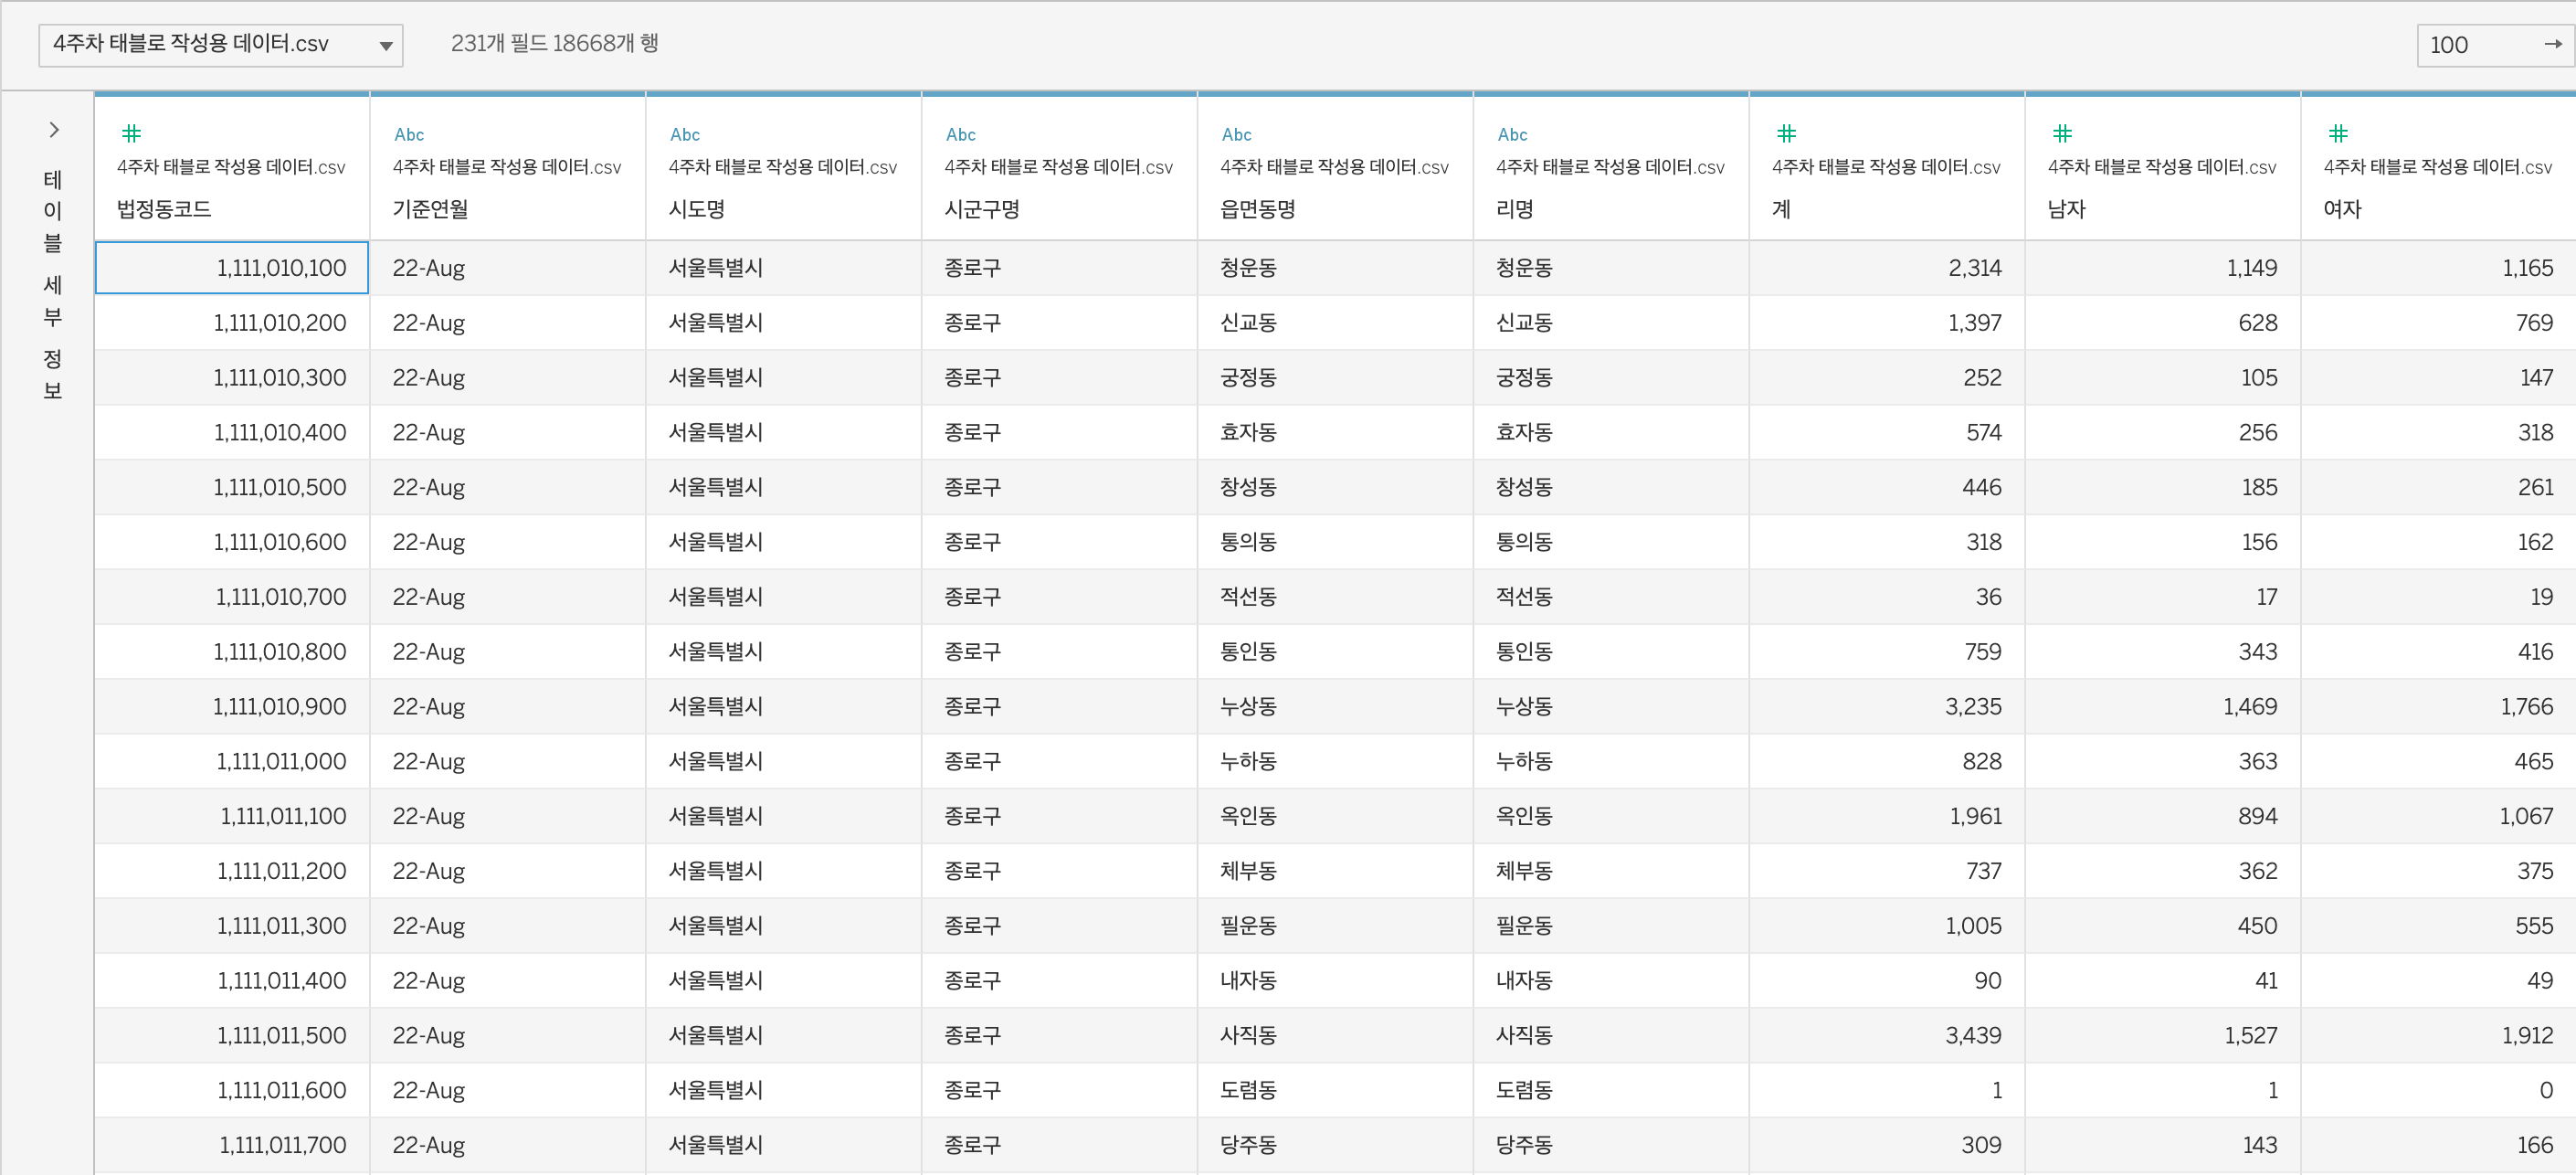 4주차 태블로 작성용 데이터.csv 231개 필드 18668개 행 100 →
테이블 세부 정보
# Abc Abc Abc Abc Abc # # #
4주차 태블로 작성용 데이터.csv 4주차 태블로 작성용 데이터.csv 4주차 태블로 작성용 데이터.csv 4주차 태블로 작성용 데이터.csv 4주차 태블로 작성용 데이터.csv 4주차 태블로 작성용 데이터.csv 4주차 태블로 작성용 데이터.csv 4주차 태블로 작성용 데이터.csv 4주차 태블로 작성용 데이터.csv
법정동코드 기준연월 시도명 시군구명 읍면동명 리명 계 남자 여자
1,111,010,100 22-Aug 서울특별시 종로구 청운동 청운동 2,314 1,149 1,165
1,111,010,200 22-Aug 서울특별시 종로구 신교동 신교동 1,397 628 769
1,111,010,300 22-Aug 서울특별시 종로구 궁정동 궁정동 252 105 147
1,111,010,400 22-Aug 서울특별시 종로구 효자동 효자동 574 256 318
1,111,010,500 22-Aug 서울특별시 종로구 창성동 창성동 446 185 261
1,111,010,600 22-Aug 서울특별시 종로구 통의동 통의동 318 156 162
1,111,010,700 22-Aug 서울특별시 종로구 적선동 적선동 36 17 19
1,111,010,800 22-Aug 서울특별시 종로구 통인동 통인동 759 343 416
1,111,010,900 22-Aug 서울특별시 종로구 누상동 누상동 3,235 1,469 1,766
1,111,011,000 22-Aug 서울특별시 종로구 누하동 누하동 828 363 465
1,111,011,100 22-Aug 서울특별시 종로구 옥인동 옥인동 1,961 894 1,067
1,111,011,200 22-Aug 서울특별시 종로구 체부동 체부동 737 362 375
1,111,011,300 22-Aug 서울특별시 종로구 필운동 필운동 1,005 450 555
1,111,011,400 22-Aug 서울특별시 종로구 내자동 내자동 90 41 49
1,111,011,500 22-Aug 서울특별시 종로구 사직동 사직동 3,439 1,527 1,912
1,111,011,600 22-Aug 서울특별시 종로구 도렴동 도렴동 1 1 0
1,111,011,700 22-Aug 서울특별시 종로구 당주동 당주동 309 143 166